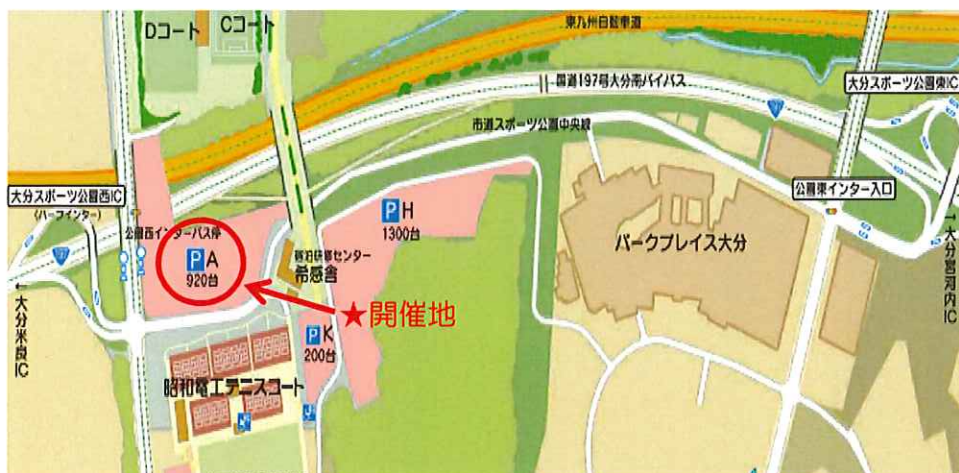 Dコート
Cコート
東九州自動車道
国道197号大分南バイパス
大分スポーツ公園東IC
市道スポーツ公園中央線
大分スポーツ公園西IC
(ハーフインター)
公園東インター入口
公園西インターバス停
P A
920台
P H
1300台
宿泊研修センター
希感舎
パークプレイス大分
★開催地
P K
200台
昭和電工テニスコート
←大分米良IC
→大分宮河内IC